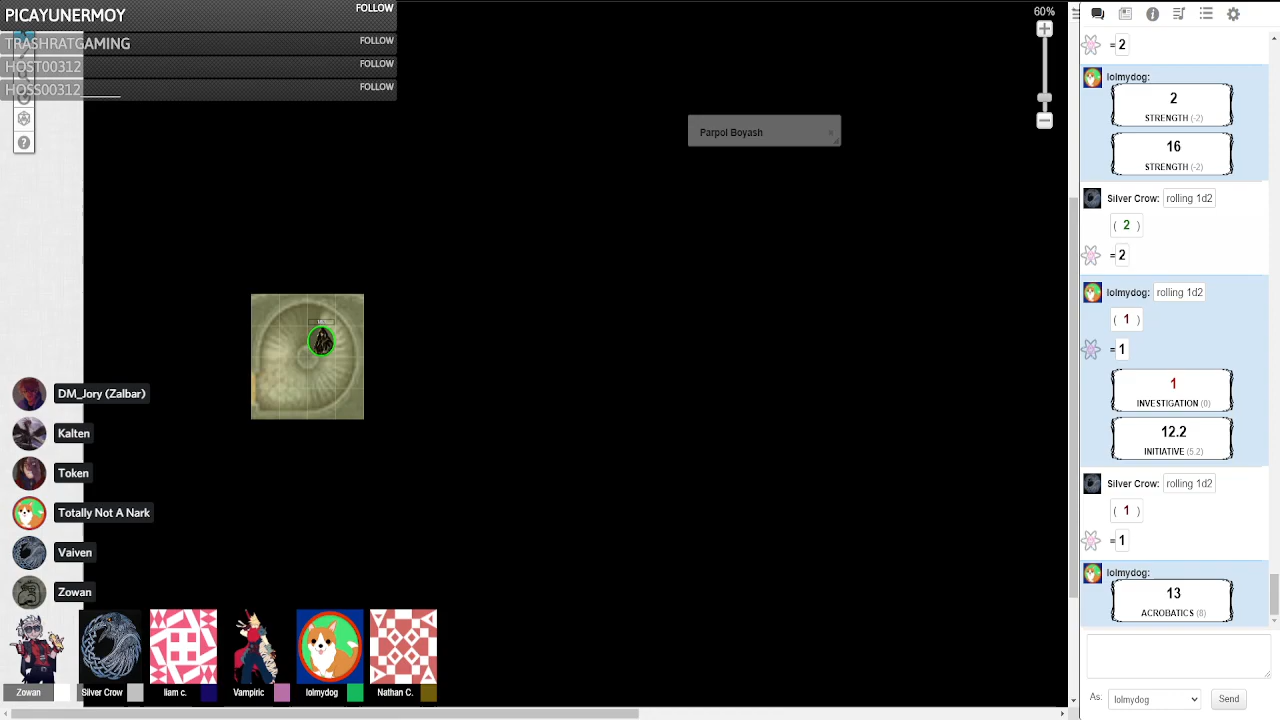 PICAYUNERMOY FOLLOW
TRASHRATGAMING FOLLOW
HOST00312 FOLLOW
HOSS00312 FOLLOW
60%
Parpol Boyash
DM_Jory (Zalbar)
Kalten
Token
Totally Not A Nark
Vaiven
Zowan
Zowan
Silver Crow
liam c.
Vampiric
lolmydog
Nathan C.
=2
lolmydog:
2
STRENGTH (-2)
16
STRENGTH (-2)
Silver Crow: rolling 1d2
( 2 )
=2
lolmydog: rolling 1d2
( 1 )
=1
1
INVESTIGATION (0)
12.2
INITIATIVE (5.2)
Silver Crow: rolling 1d2
( 1 )
=1
lolmydog:
13
ACROBATICS (8)
As: lolmydog Send